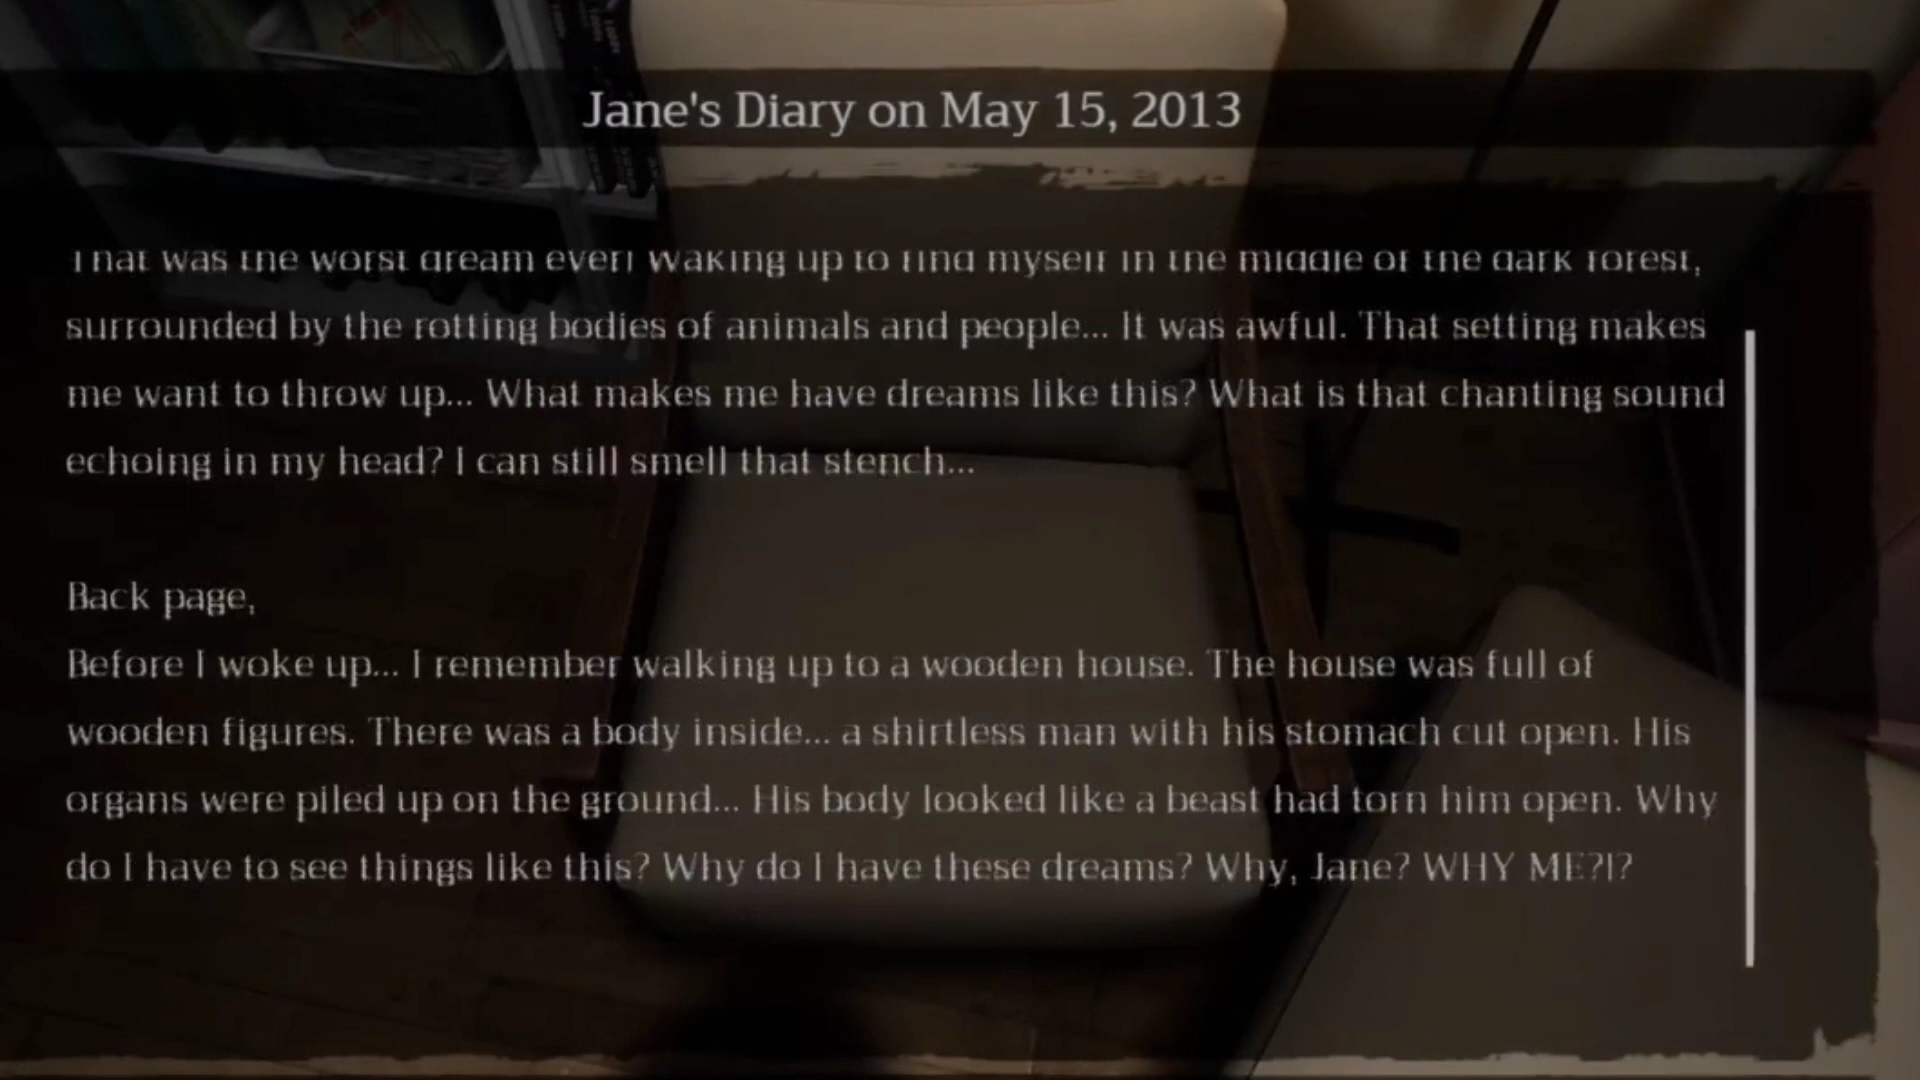 Jane's Diary on May 15, 2013
That was the worst dream ever! Waking up to find myself in the middle of the dark forest,
surrounded by the rotting bodies of animals and people... It was awful. That setting makes
me want to throw up... What makes me have dreams like this? What is that chanting sound
echoing in my head? I can still smell that stench...
Back page,
Before I woke up... I remember walking up to a wooden house. The house was full of
wooden figures. There was a body inside... a shirtless man with his stomach cut open. His
organs were piled up on the ground... His body looked like a beast had torn him open. Why
do I have to see things like this? Why do I have these dreams? Why, Jane? WHY ME?!?